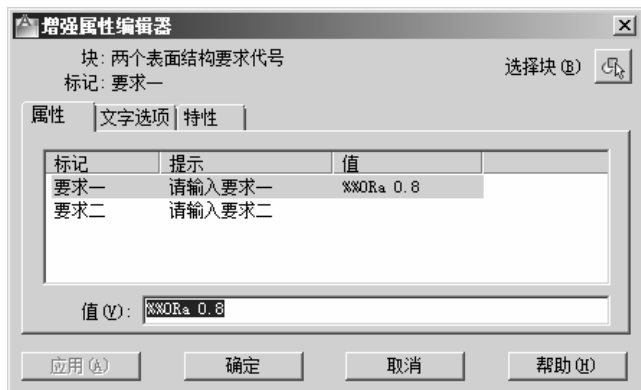 增强属性编辑器
块: 两个表面结构要求代号
标记: 要求一
选择块(B)
属性 文字选项 特性
标记 提示 值
要求一 请输入要求一 %%ORa 0.8
要求二 请输入要求二
值(V): %%ORa 0.8
应用(A) 确定 取消 帮助(H)